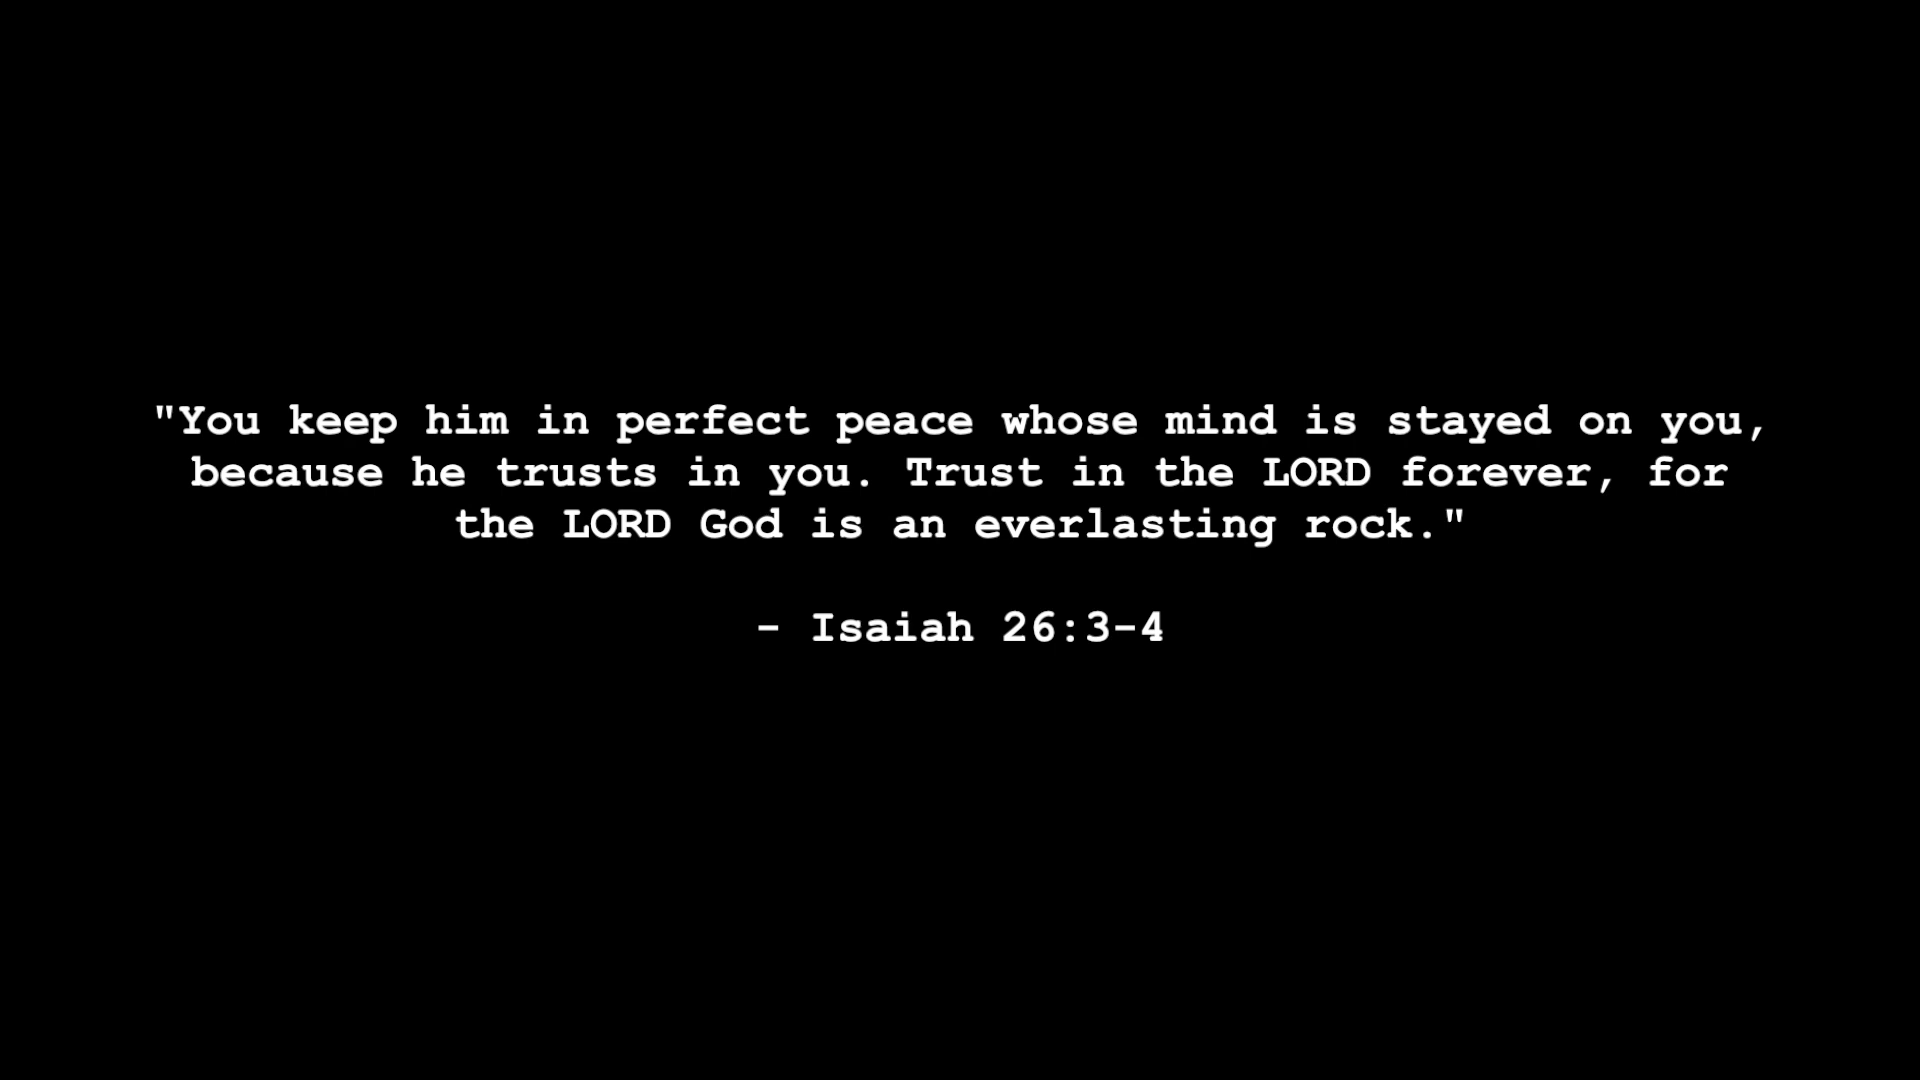 "You keep him in perfect peace whose mind is stayed on you,
because he trusts in you. Trust in the LORD forever, for
the LORD God is an everlasting rock."
- Isaiah 26:3-4